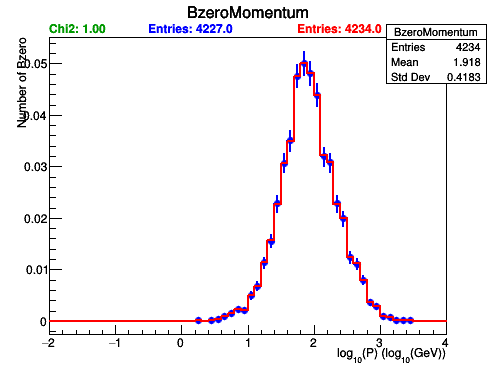 BzeroMomentum
Chi2: 1.00 Entries: 4227.0 Entries: 4234.0
BzeroMomentum
Entries 4234
Mean 1.918
Std Dev 0.4183
Number of Bzero
0.05
0.04
0.03
0.02
0.01
0
−2 −1 0 1 2 3 4
log10(P) (log10(GeV))